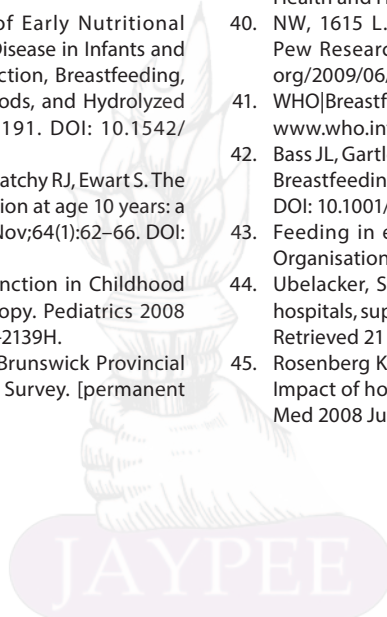 of Early Nutritional
Disease in Infants and
ction, Breastfeeding,
ods, and Hydrolyzed
191. DOI: 10.1542/
atchy RJ, Ewart S. The
ion at age 10 years: a
Nov;64(1):62–66. DOI:
nction in Childhood
opy. Pediatrics 2008
-2139H.
Brunswick Provincial
Survey. [permanent
40. NW, 1615 L.
Pew Researc
org/2009/06/
41. WHO|Breastf
www.who.in
42. Bass JL, Gartl
Breastfeedin
DOI: 10.1001/
43. Feeding in e
Organisation
44. Ubelacker, S
hospitals, sup
Retrieved 21
45. Rosenberg K
Impact of ho
Med 2008 Ju
JAYPEE